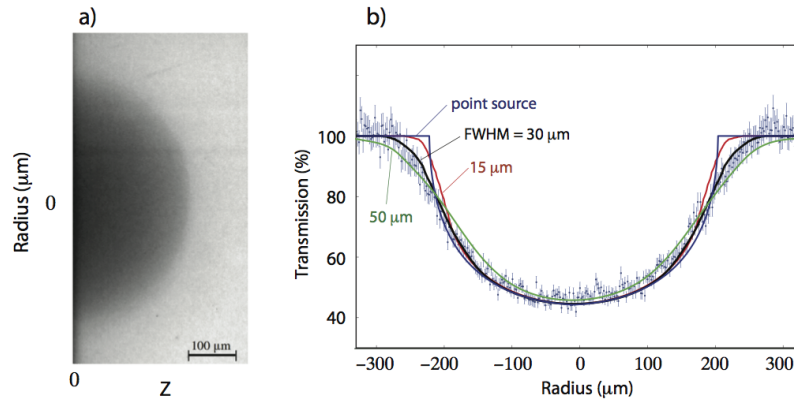 a)
Radius (μm)
0
100 μm
0
Z
b)
point source
FWHM = 30 μm
15 μm
50 μm
Transmission (%)
100
80
60
40
−300
−200
−100
0
100
200
300
Radius (μm)